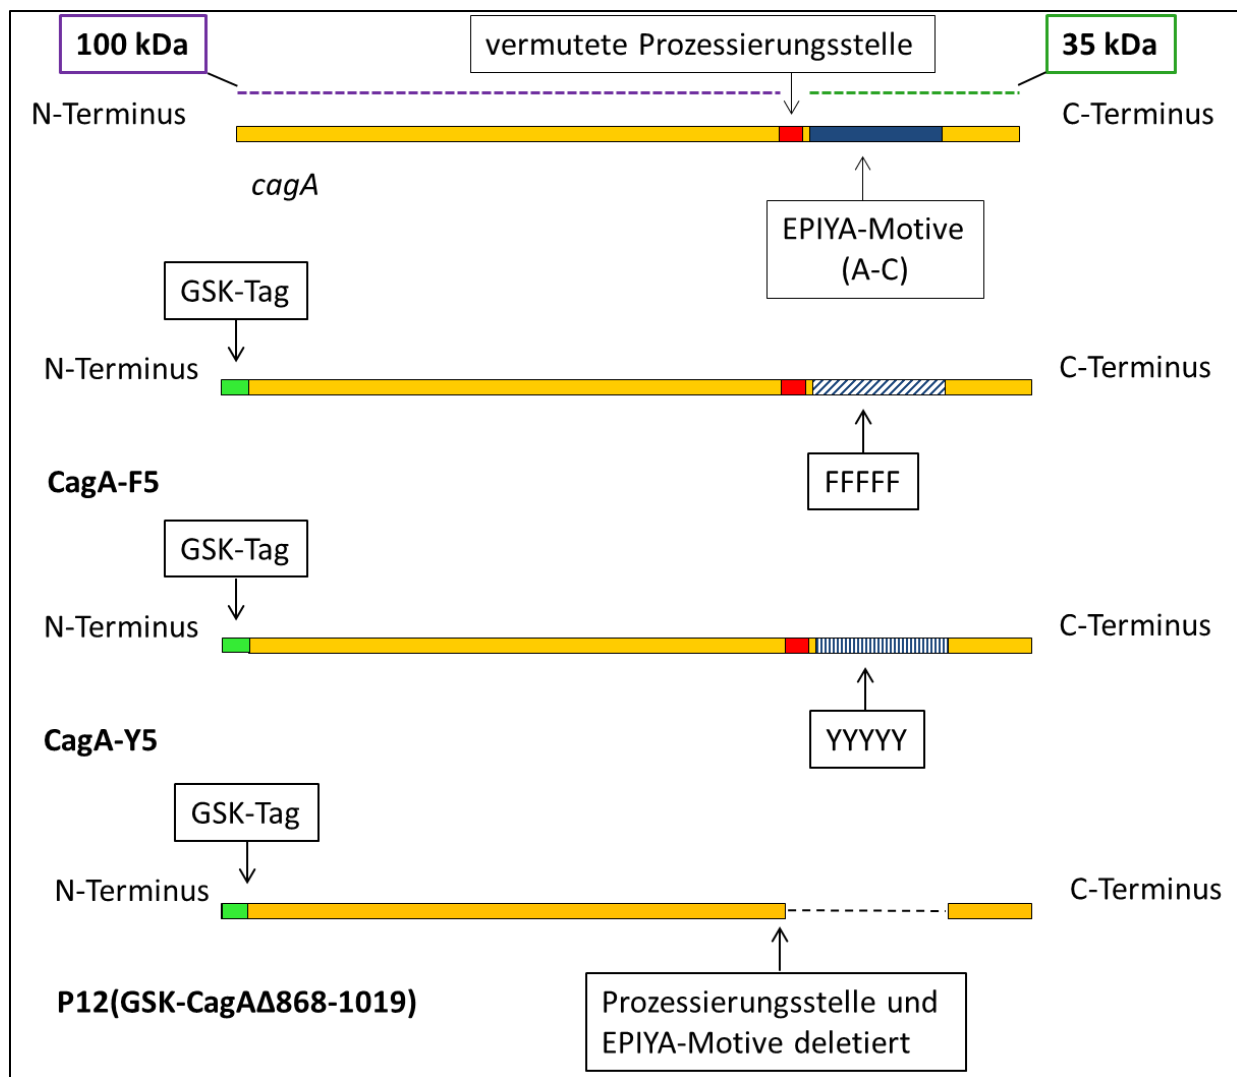 100 kDa
vermutete Prozessierungsstelle
35 kDa
N-Terminus
C-Terminus
cagA
EPIYA-Motive
(A-C)
GSK-Tag
N-Terminus
C-Terminus
CagA-F5
FFFFF
GSK-Tag
N-Terminus
C-Terminus
CagA-Y5
YYYYY
GSK-Tag
N-Terminus
C-Terminus
P12(GSK-CagAΔ868-1019)
Prozessierungsstelle und
EPIYA-Motive deletiert